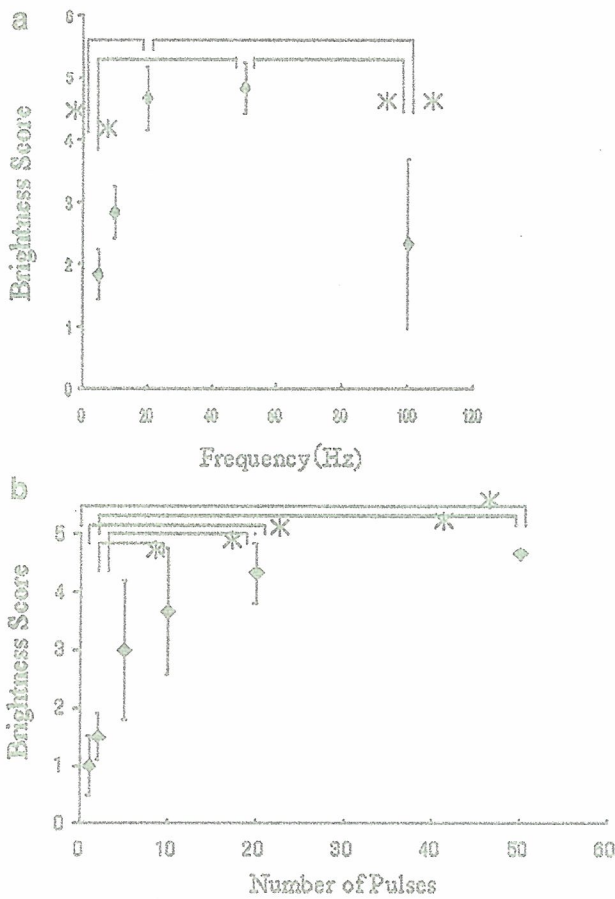 a
6
5
4
3
2
1
0
Brightness Score
* * * *
0 20 40 60 80 100 120
Frequency(Hz)
b
5
4
3
2
1
0
Brightness Score
* * * * *
0 10 20 30 40 50 60
Number of Pulses